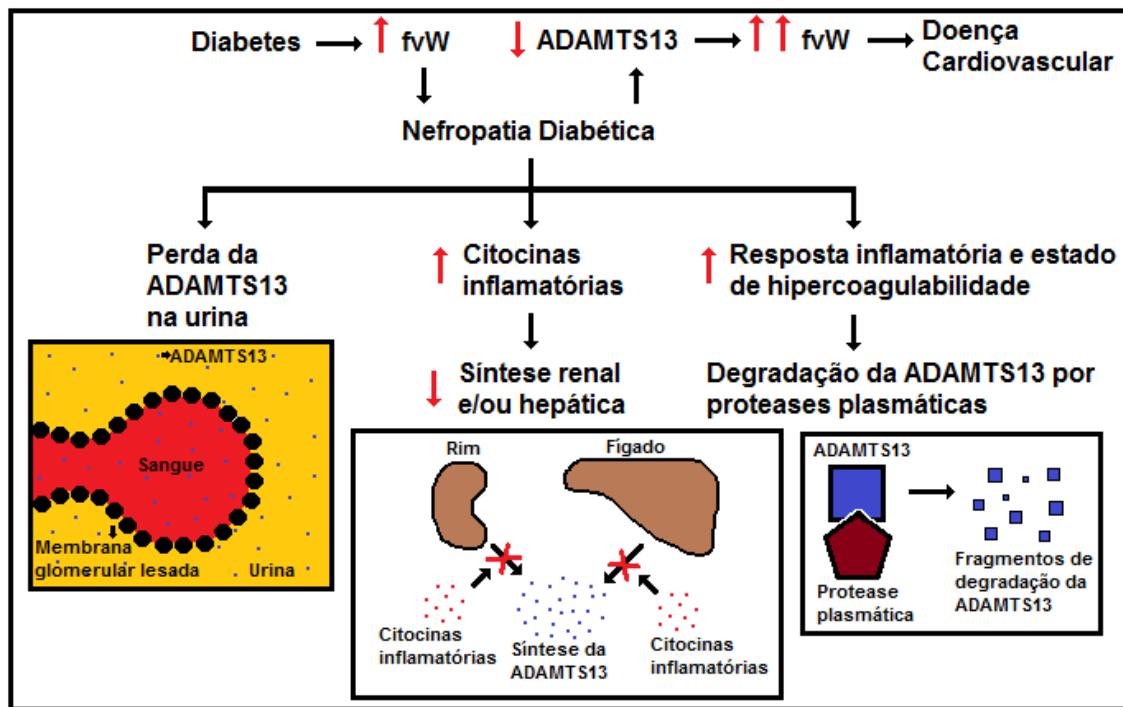 Diabetes
fvW
ADAMTS13
fvW
Doença
Cardiovascular
Nefropatia Diabética
Perda da
ADAMTS13
na urina
Citocinas
inflamatórias
Resposta inflamatória e estado
de hipercoagulabilidade
Síntese renal
e/ou hepática
Degradação da ADAMTS13 por
proteases plasmáticas
ADAMTS13
Sangue
Membrana
glomerular lesada
Urina
Rim
Fígado
Citocinas
inflamatórias
Síntese da
ADAMTS13
Citocinas
inflamatórias
ADAMTS13
Protease
plasmática
Fragmentos de
degradação da
ADAMTS13